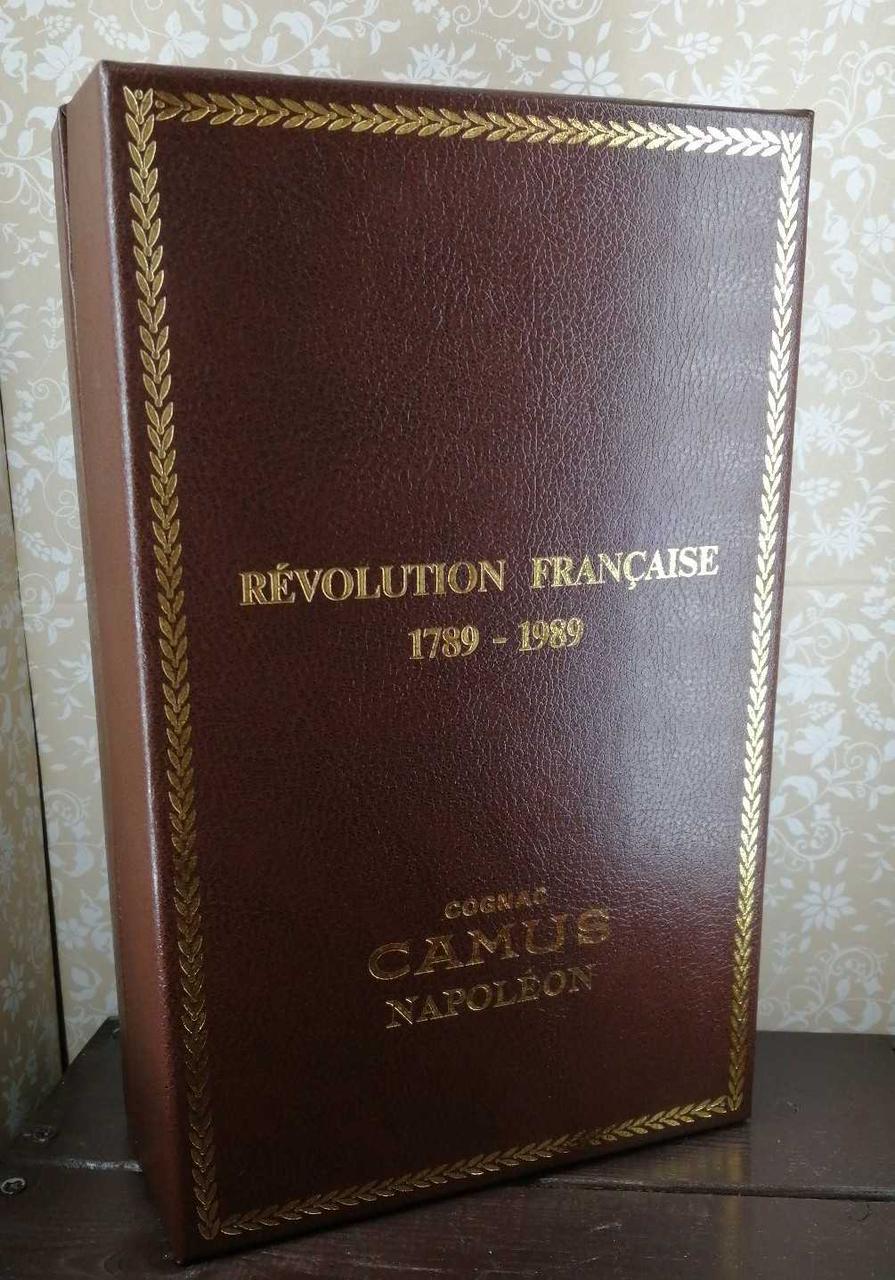 RÉVOLUTION FRANÇAISE
1789 - 1989
COGNAC
CAMUS
NAPOLÉON